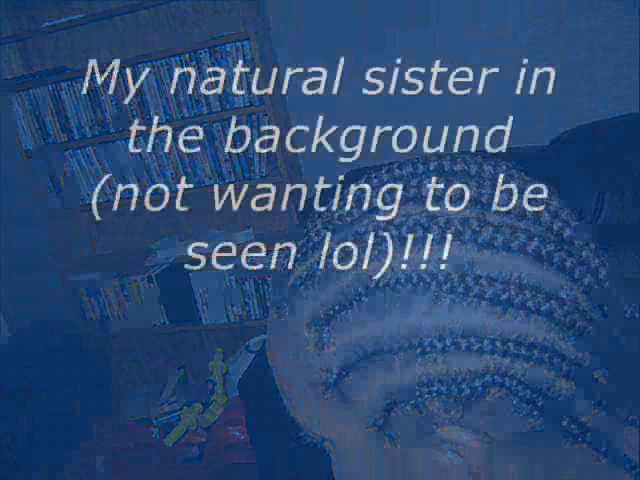 My natural sister in
the background
(not wanting to be
seen lol)!!!